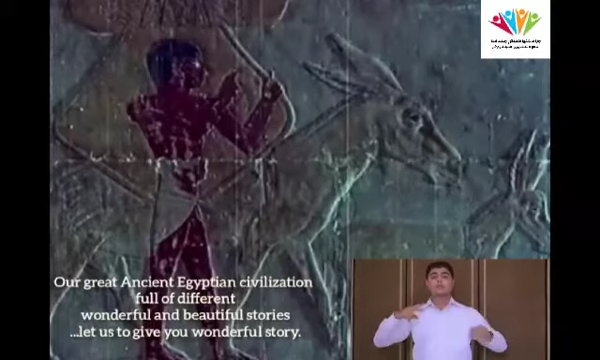 Our great Ancient Egyptian civilization
full of different
wonderful and beautiful stories
...let us to give you wonderful story.